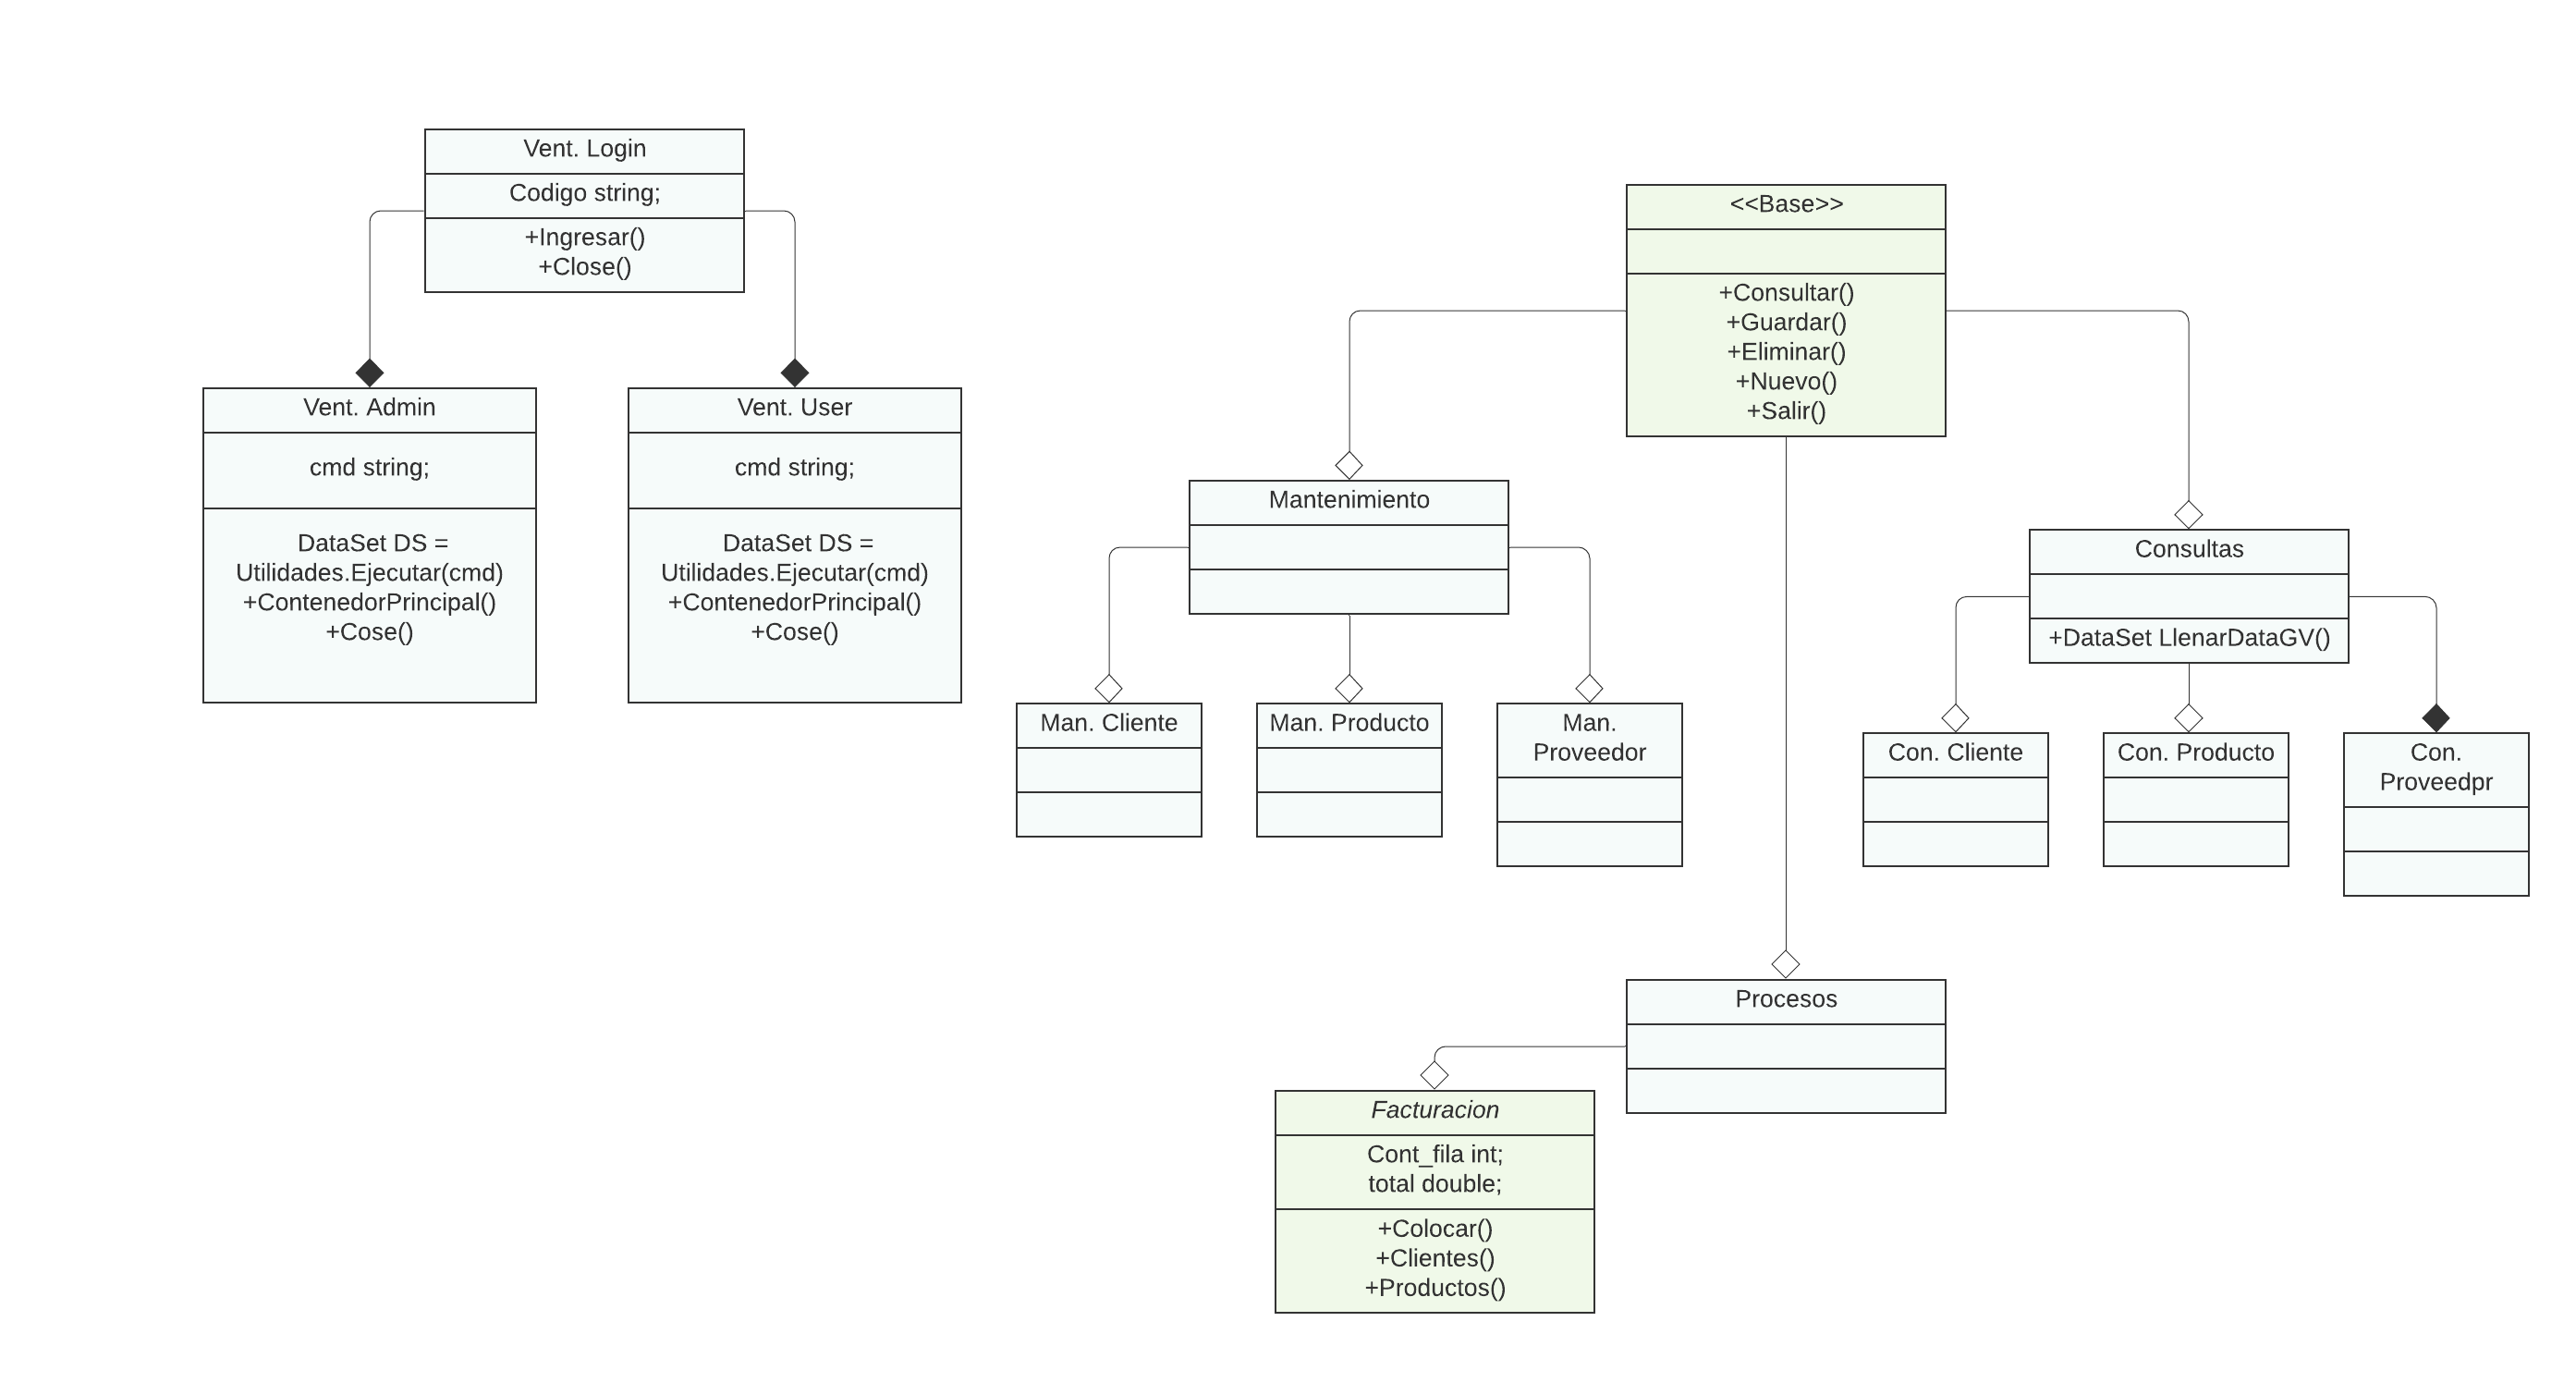 Vent. Login
Codigo string;
+Ingresar()
+Close()
Vent. Admin
cmd string;
DataSet DS =
Utilidades.Ejecutar(cmd)
+ContenedorPrincipal()
+Cose()
Vent. User
cmd string;
DataSet DS =
Utilidades.Ejecutar(cmd)
+ContenedorPrincipal()
+Cose()
<<Base>>
+Consultar()
+Guardar()
+Eliminar()
+Nuevo()
+Salir()
Mantenimiento
Man. Cliente
Man. Producto
Man.
Proveedor
Consultas
+DataSet LlenarDataGV()
Con. Cliente
Con. Producto
Con.
Proveedpr
Procesos
Facturacion
Cont_fila int;
total double;
+Colocar()
+Clientes()
+Productos()